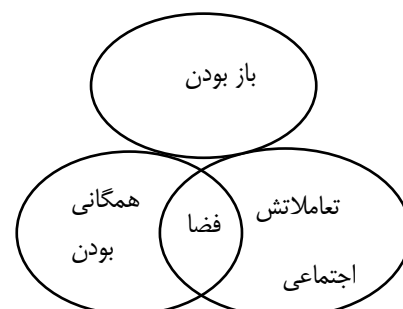 باز بودن
همگانی
بودن
فضا
تعاملاتش
اجتماعی